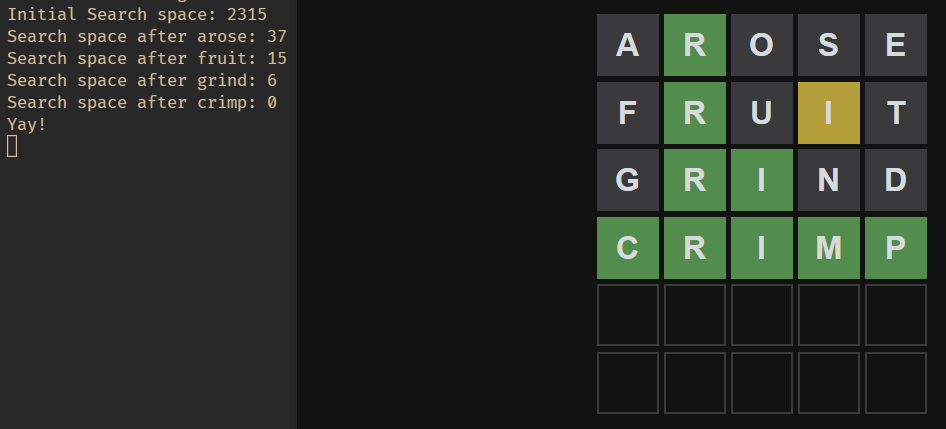 Initial Search space: 2315
Search space after arose: 37
Search space after fruit: 15
Search space after grind: 6
Search space after crimp: 0
Yay!
A R O S E
F R U I T
G R I N D
C R I M P